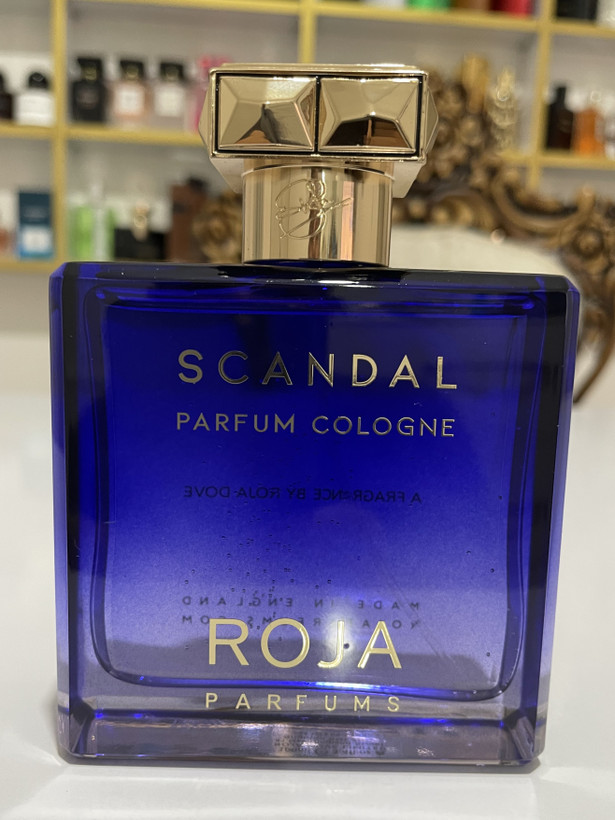 SCANDAL
PARFUM COLOGNE
A FRAGRANCE BY ROJA DOVE
MADE IN ENGLAND
ROJA
PARFUMS